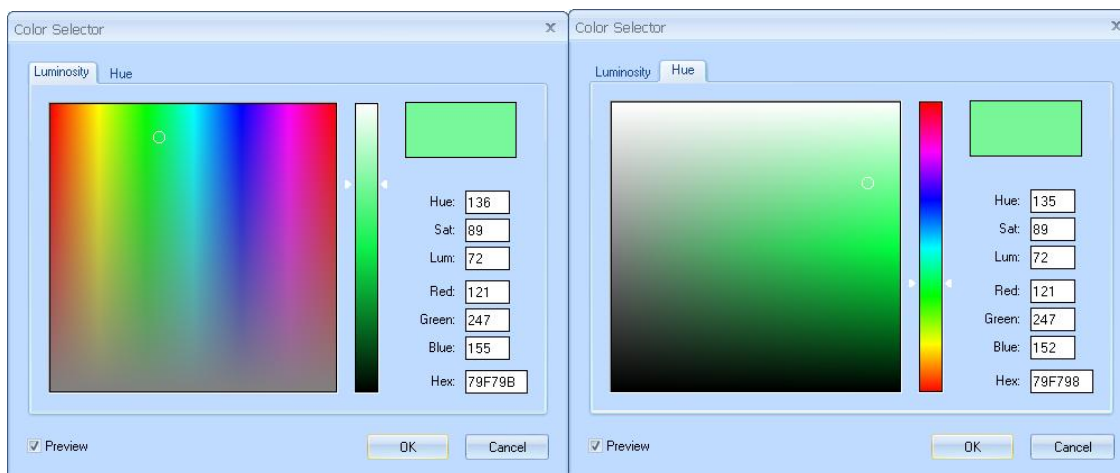 Color Selector x
Luminosity Hue
Hue: 136
Sat: 89
Lum: 72
Red: 121
Green: 247
Blue: 155
Hex: 79F79B
Preview OK Cancel
Color Selector x
Luminosity Hue
Hue: 135
Sat: 89
Lum: 72
Red: 121
Green: 247
Blue: 152
Hex: 79F798
Preview OK Cancel